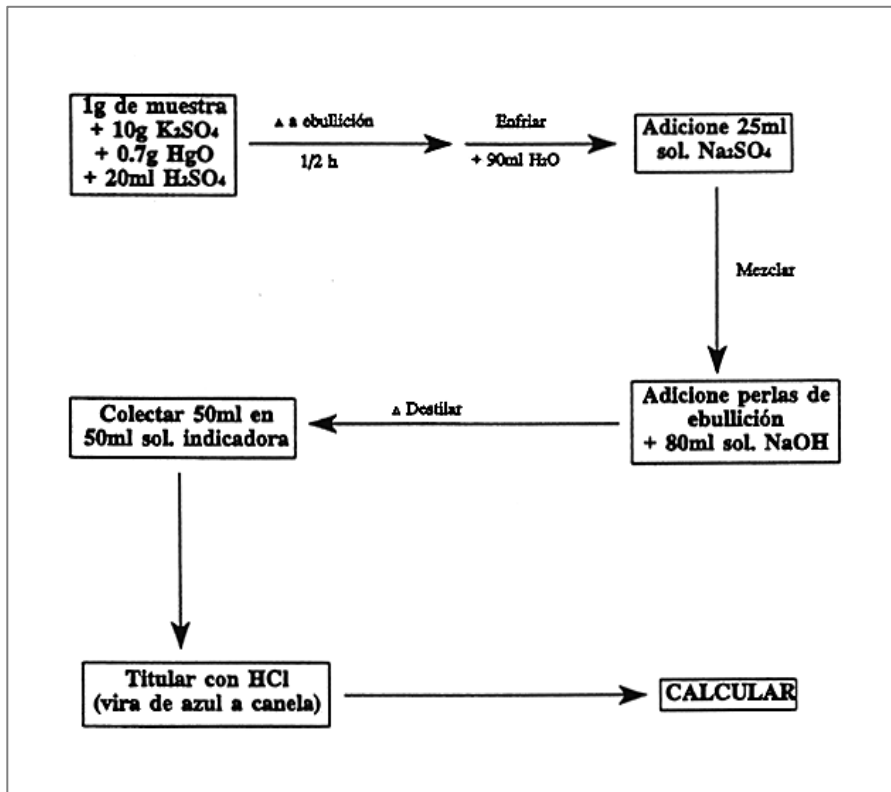 1g de muestra
+ 10g K₂SO₄
+ 0.7g HgO
+ 20ml H₂SO₄
▵ a ebullición
1/2 h
Enfriar
+ 90ml H₂O
Adicione 25ml
sol. Na₂SO₄
Mezclar
Adicione perlas de
ebullición
+ 80ml sol. NaOH
▵ Destilar
Colectar 50ml en
50ml sol. indicadora
Titular con HCl
(vira de azul a canela)
CALCULAR